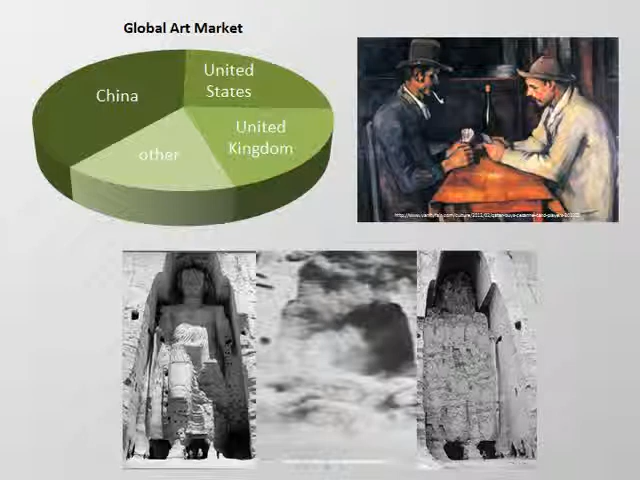 Global Art Market
United
States
China
United
Kingdom
other